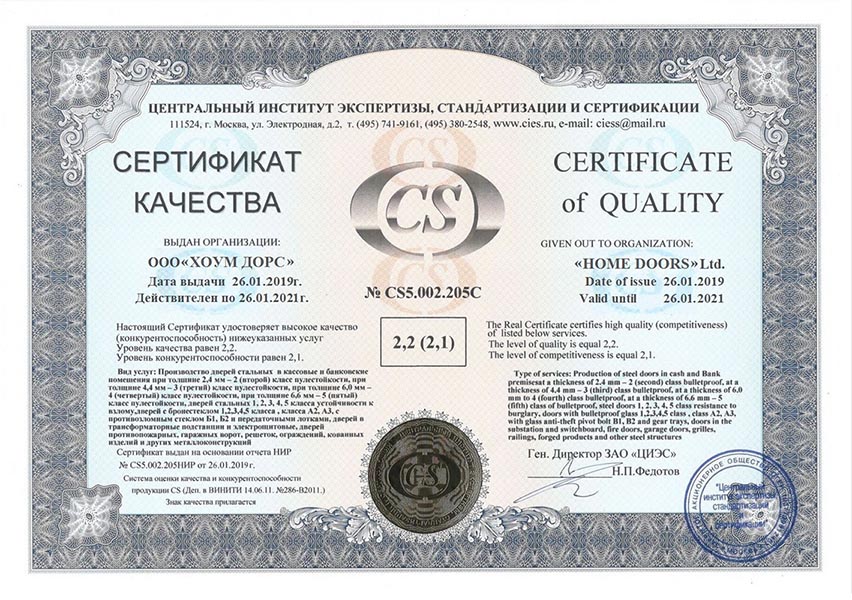 ЦЕНТРАЛЬНЫЙ ИНСТИТУТ ЭКСПЕРТИЗЫ, СТАНДАРТИЗАЦИИ И СЕРТИФИКАЦИИ
111524, г. Москва, ул. Электродная, д.2, т. (495) 741-9161, (495) 380-2548, www.cies.ru, e-mail: ciess@mail.ru
СЕРТИФИКАТ
КАЧЕСТВА
ВЫДАН ОРГАНИЗАЦИИ:
ООО«ХОУМ ДОРС»
Дата выдачи 26.01.2019г.
Действителен по 26.01.2021г.
CS
№ CS5.002.205C
2,2 (2,1)
CERTIFICATE
of QUALITY
GIVEN OUT TO ORGANIZATION:
«HOME DOORS»Ltd.
Date of issue 26.01.2019
Valid until 26.01.2021
Настоящий Сертификат удостоверяет высокое качество
(конкурентоспособность) нижеуказанных услуг
Уровень качества равен 2,2.
Уровень конкурентоспособности равен 2,1.
Вид услуг: Производство дверей стальных в кассовые и банковские
помещения при толщине 2,4 мм – 2 (второго) класс пулестойкости, при
толщине 4,4 мм – 3 (третий) класс пулестойкости, при толщине 6,0 мм –
4 (четвертый) класс пулестойкости, при толщине 6,6 мм – 5 (пятый)
класс пулестойкости, дверей стальных 1, 2, 3, 4, 5 класса устойчивости к
взлому,дверей с бронестеклом 1,2,3,4,5 класса , класса А2, А3, с
противовзломным стеклом Б1, Б2 и передаточными лотками, дверей в
трансформаторные подстанции и электрощитовые, дверей
противопожарных, гаражных ворот, решеток, ограждений, кованных
изделий и других металлоконструкций
Сертификат выдан на основании отчета НИР
№ CS5.002.205НИР от 26.01.2019г.
Система оценки качества и конкурентоспособности
продукции CS (Деп. в ВИНИТИ 14.06.11. №286-В2011.)
Знак качества прилагается
The Real Certificate certifies high quality (competitiveness)
of listed below services.
The level of quality is equal 2,2.
The level of competitiveness is equal 2,1.
Type of services: Production of steel doors in cash and Bank
premisesat a thickness of 2.4 mm – 2 (second) class bulletproof, at a
thickness of 4.4 mm – 3 (third) class bulletproof, at a thickness of 6.0
mm to 4 (fourth) class bulletproof, at a thickness of 6,6 mm – 5
(fifth) class of bulletproof, steel doors 1, 2, 3, 4, 5 class resistance to
burglary, doors with bulletproof glass 1,2,3,4,5 class , class A2, A3,
with glass anti-theft pivot bolt B1, B2 and gear trays, doors in the
substation and switchboard, fire doors, garage doors, grilles,
railings, forged products and other steel structures
Ген. Директор ЗАО «ЦИЭС»
Н.П.Федотов
CS
АКЦИОНЕРНОЕ ОБЩЕСТВО
"Центральный
институт экспертизы,
стандартизации
и
сертификации"
МОСКВА